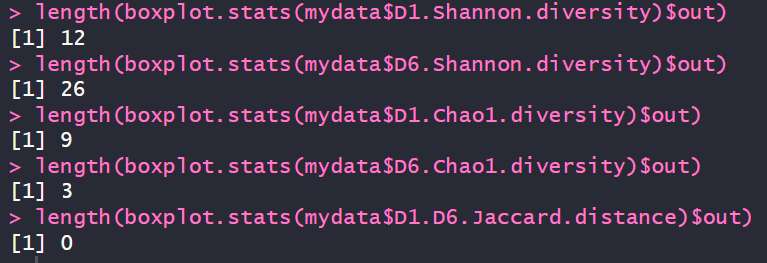 > length(boxplot.stats(mydata$D1.Shannon.diversity)$out)
[1] 12
> length(boxplot.stats(mydata$D6.Shannon.diversity)$out)
[1] 26
> length(boxplot.stats(mydata$D1.Chao1.diversity)$out)
[1] 9
> length(boxplot.stats(mydata$D6.Chao1.diversity)$out)
[1] 3
> length(boxplot.stats(mydata$D1.D6.Jaccard.distance)$out)
[1] 0